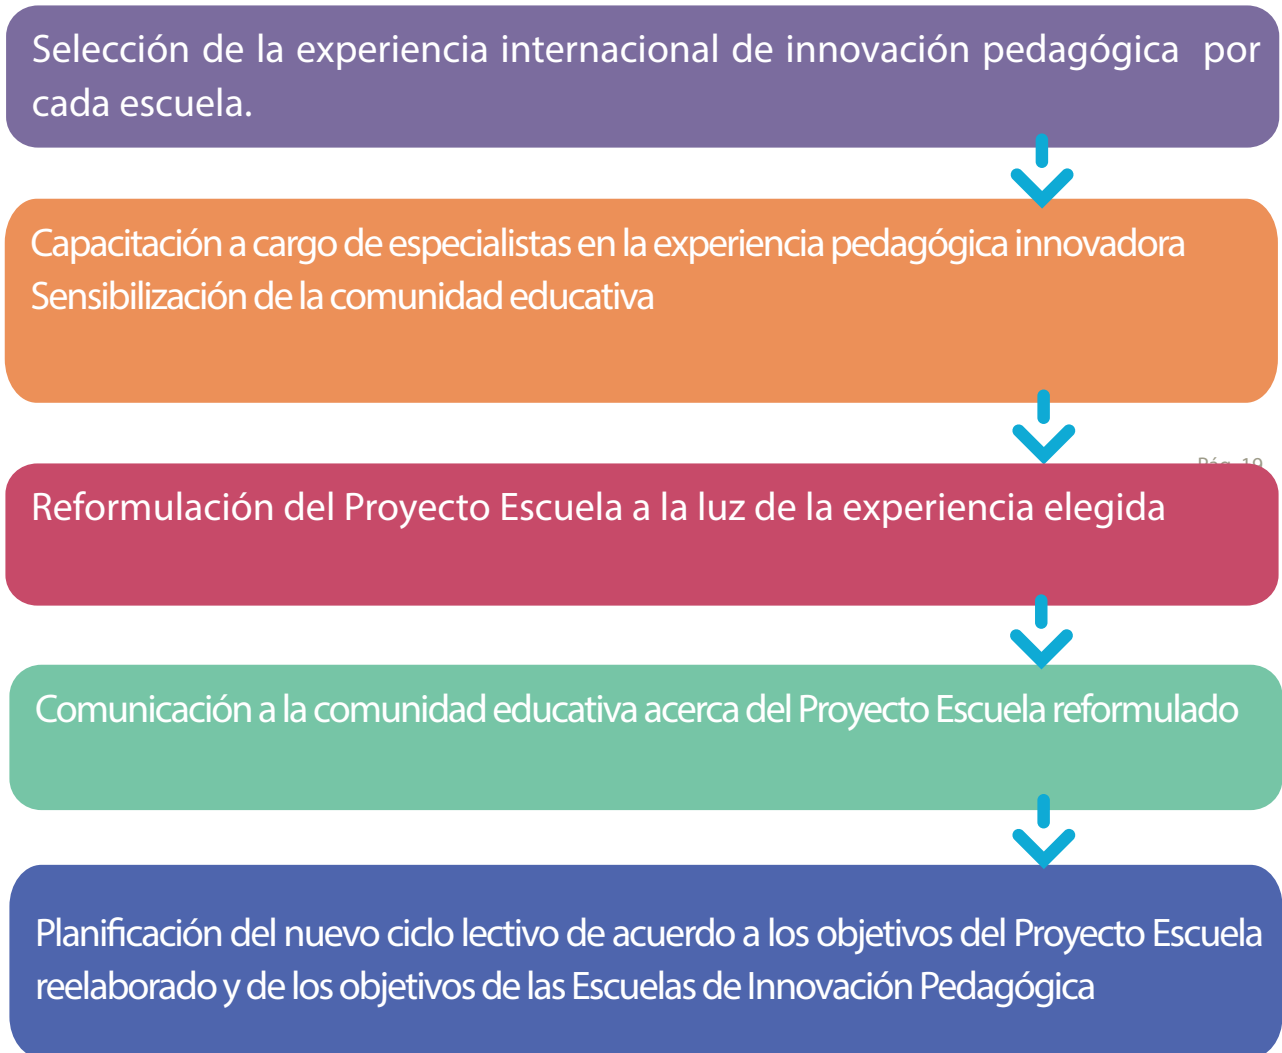 Selección de la experiencia internacional de innovación pedagógica por
cada escuela.
Capacitación a cargo de especialistas en la experiencia pedagógica innovadora
Sensibilización de la comunidad educativa
Reformulación del Proyecto Escuela a la luz de la experiencia elegida
Comunicación a la comunidad educativa acerca del Proyecto Escuela reformulado
Planificación del nuevo ciclo lectivo de acuerdo a los objetivos del Proyecto Escuela
reelaborado y de los objetivos de las Escuelas de Innovación Pedagógica